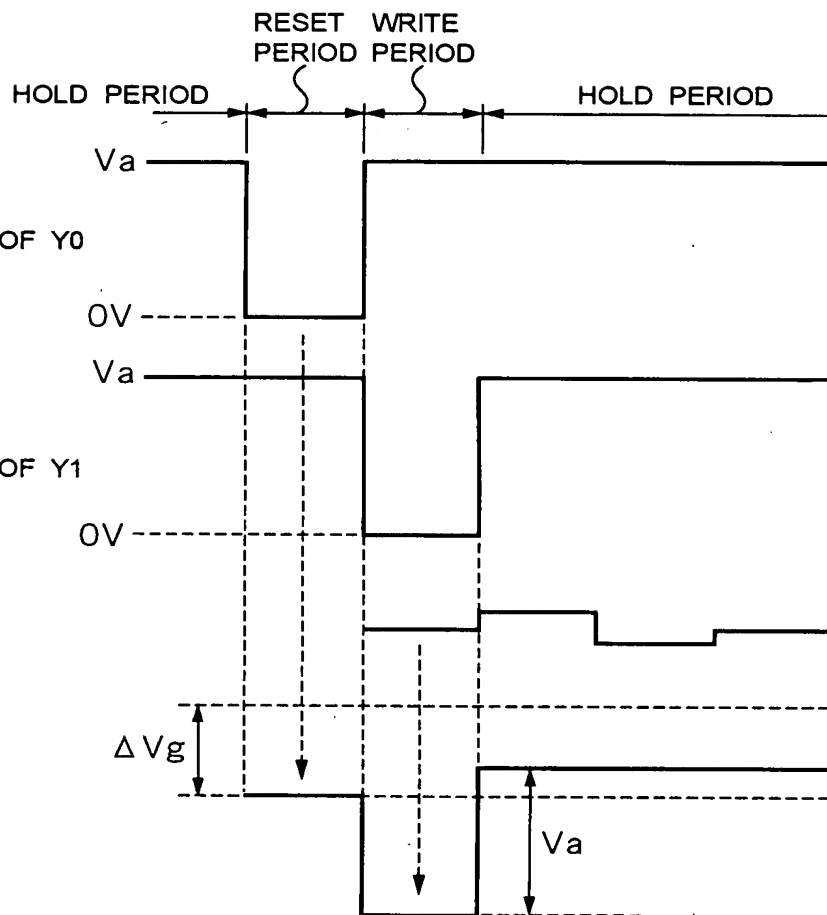 RESET WRITE
PERIOD PERIOD
HOLD PERIOD
HOLD PERIOD
Va
OF Y0
0V
Va
OF Y1
0V
ΔVg
Va